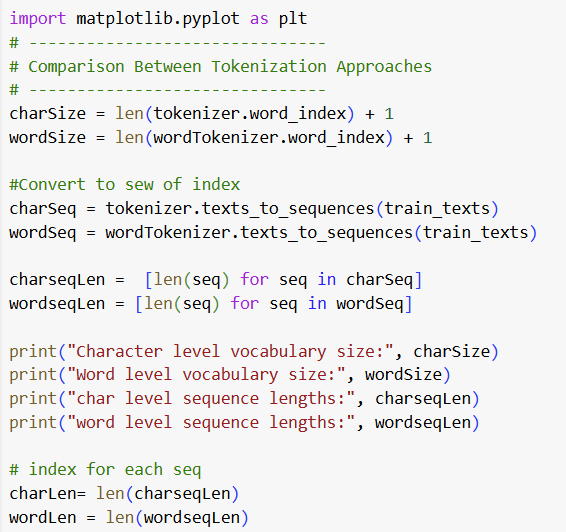 import matplotlib.pyplot as plt
# -------------------------------
# Comparison Between Tokenization Approaches
# -------------------------------
charSize = len(tokenizer.word_index) + 1
wordSize = len(wordTokenizer.word_index) + 1
#Convert to sew of index
charSeq = tokenizer.texts_to_sequences(train_texts)
wordSeq = wordTokenizer.texts_to_sequences(train_texts)
charseqLen =  [len(seq) for seq in charSeq]
wordseqLen = [len(seq) for seq in wordSeq]
print("Character level vocabulary size:", charSize)
print("Word level vocabulary size:", wordSize)
print("char level sequence lengths:", charseqLen)
print("word level sequence lengths:", wordseqLen)
# index for each seq
charLen= len(charseqLen)
wordLen = len(wordseqLen)